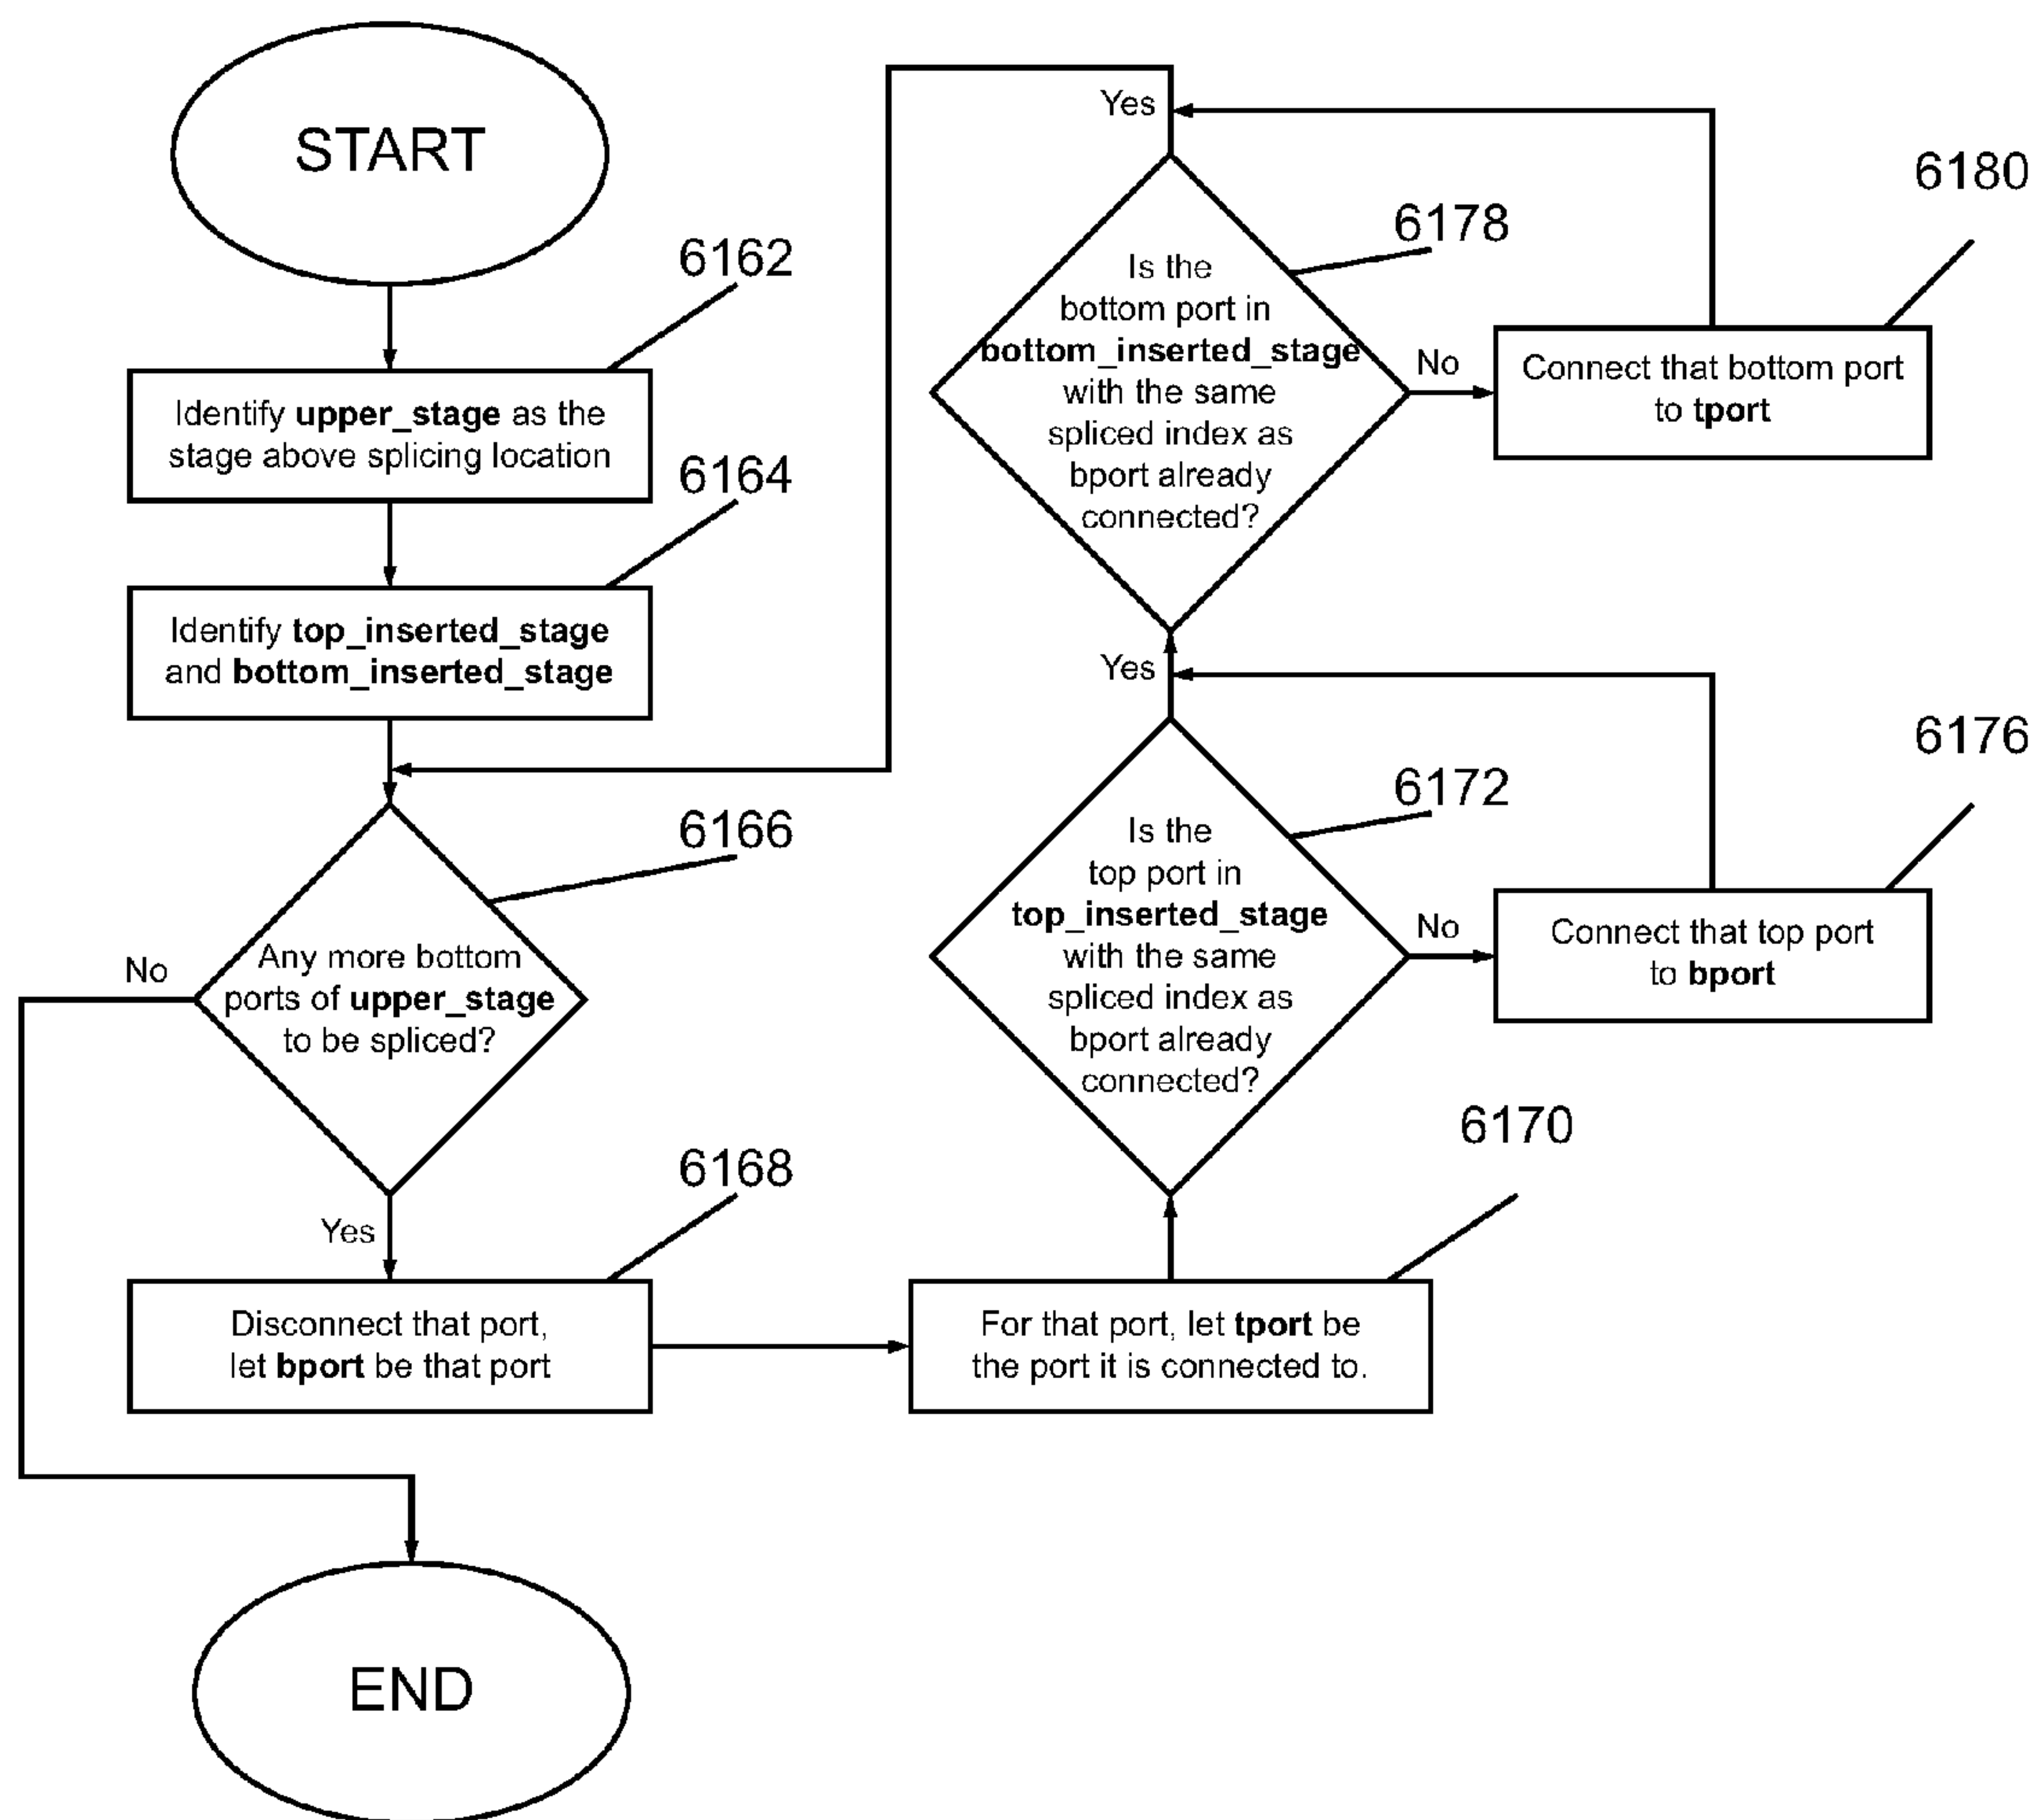 START
6162
Identify upper_stage as the
stage above splicing location
6164
Identify top_inserted_stage
and bottom_inserted_stage
6166
Any more bottom
ports of upper_stage
to be spliced?
No
Yes
6168
Disconnect that port,
let bport be that port
6170
For that port, let tport be
the port it is connected to.
6172
Is the
top port in
top_inserted_stage
with the same
spliced index as
bport already
connected?
No
Yes
6176
Connect that top port
to bport
6178
Is the
bottom port in
bottom_inserted_stage
with the same
spliced index as
bport already
connected?
No
Yes
6180
Connect that bottom port
to tport
END